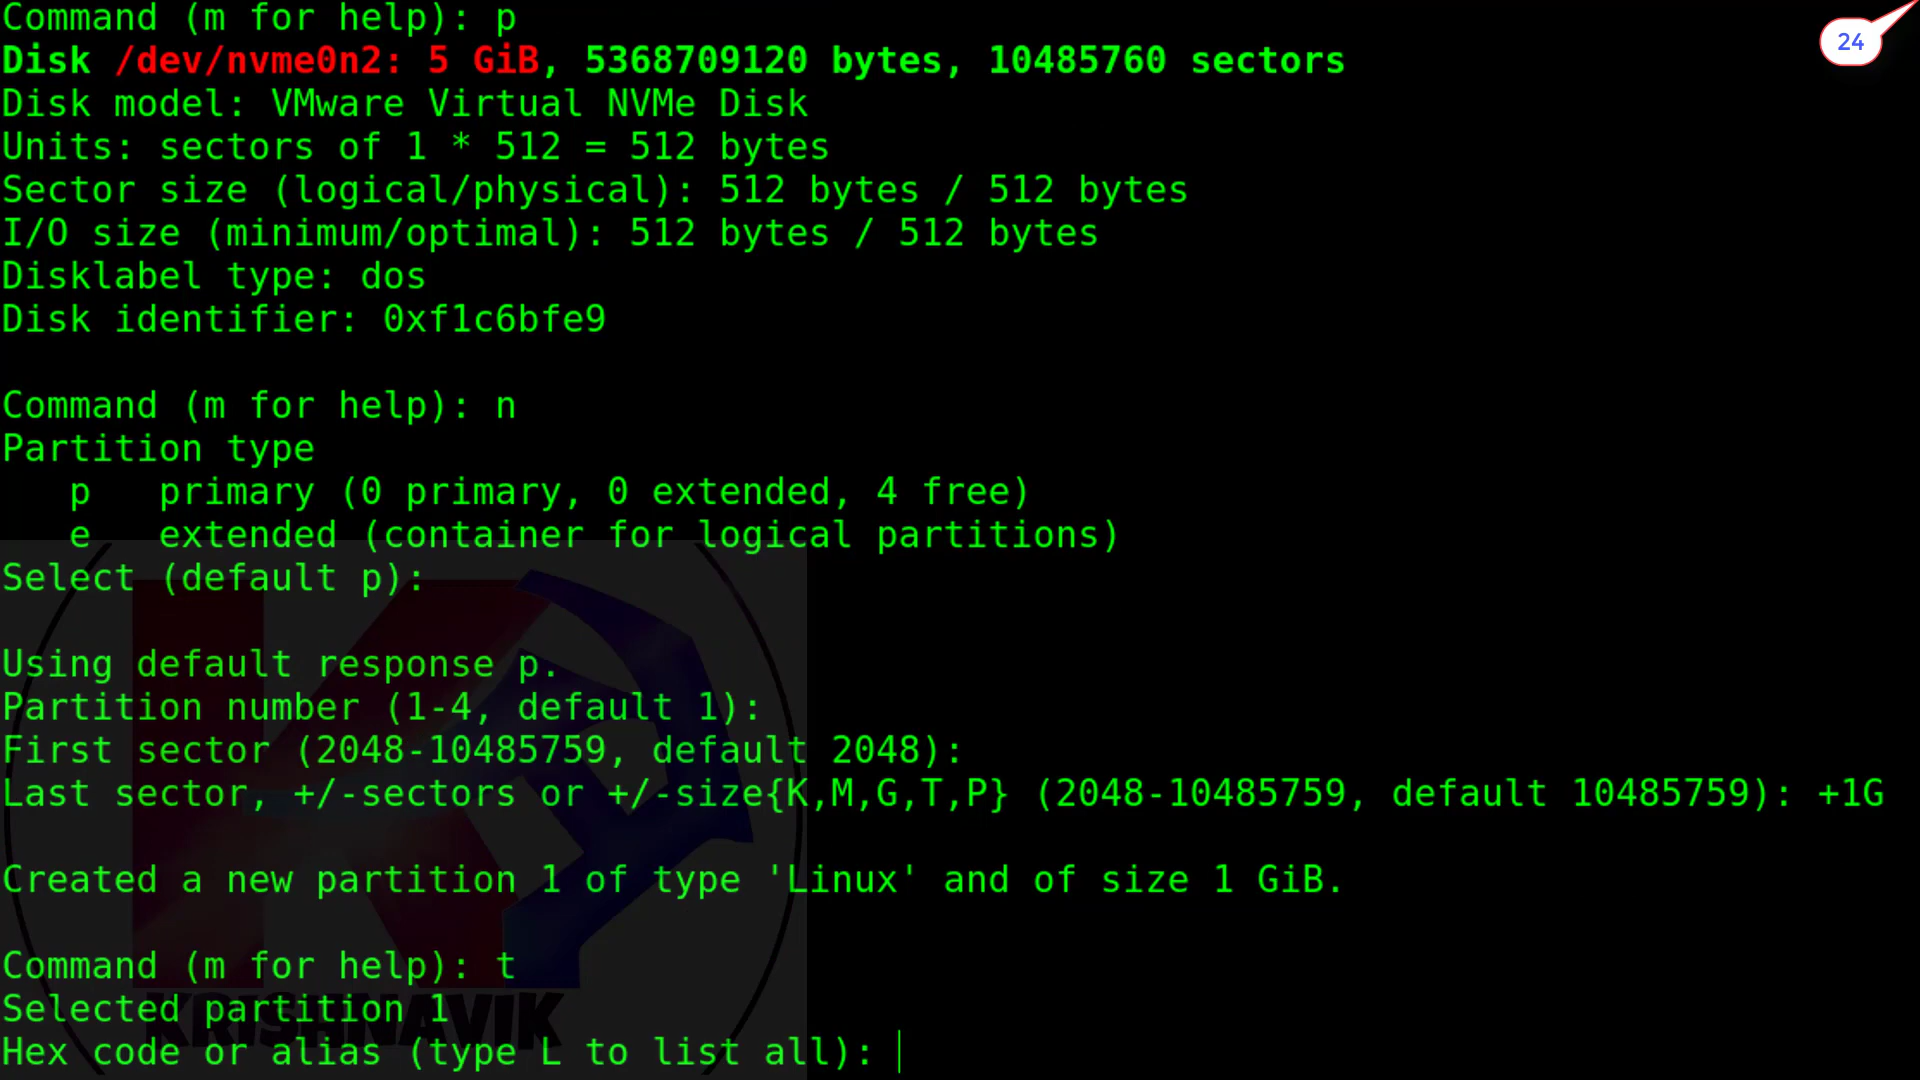 Command (m for help): p
24
Disk /dev/nvme0n2: 5 GiB, 5368709120 bytes, 10485760 sectors
Disk model: VMware Virtual NVMe Disk
Units: sectors of 1 * 512 = 512 bytes
Sector size (logical/physical): 512 bytes / 512 bytes
I/O size (minimum/optimal): 512 bytes / 512 bytes
Disklabel type: dos
Disk identifier: 0xf1c6bfe9
Command (m for help): n
Partition type
   p   primary (0 primary, 0 extended, 4 free)
   e   extended (container for logical partitions)
Select (default p):
Using default response p.
Partition number (1-4, default 1):
First sector (2048-10485759, default 2048):
Last sector, +/-sectors or +/-size{K,M,G,T,P} (2048-10485759, default 10485759): +1G
Created a new partition 1 of type 'Linux' and of size 1 GiB.
Command (m for help): t
Selected partition 1
KRISHNAVIK
Hex code or alias (type L to list all):